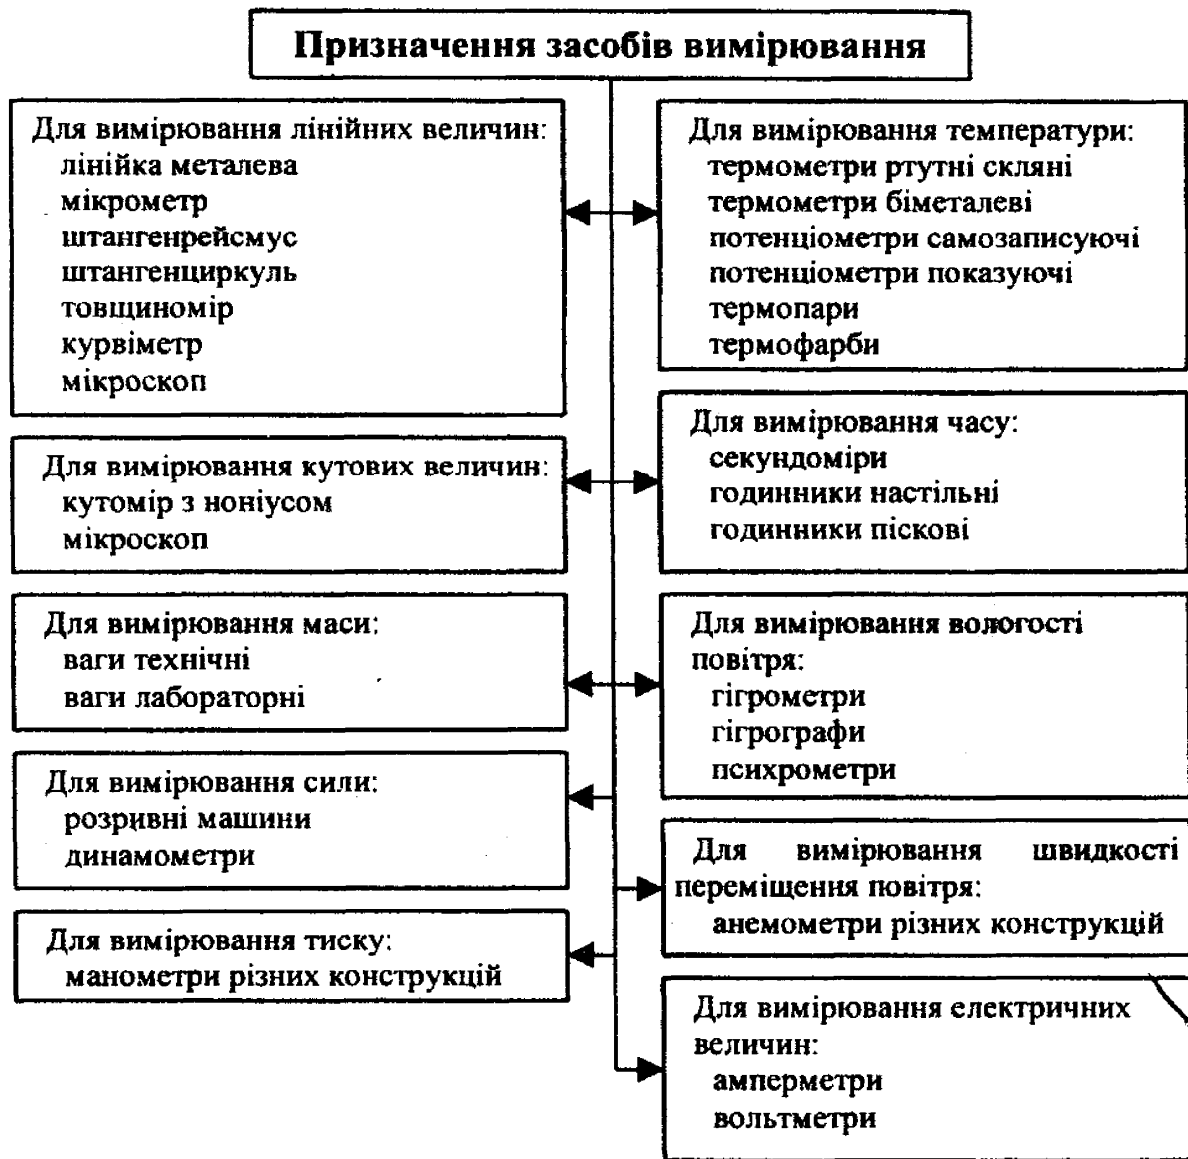 Призначення засобів вимірювання
Для вимірювання лінійних величин:
лінійка металева
мікрометр
штангенрейсмус
штангенциркуль
товщиномір
курвіметр
мікроскоп
Для вимірювання кутових величин:
кутомір з ноніусом
мікроскоп
Для вимірювання маси:
ваги технічні
ваги лабораторні
Для вимірювання сили:
розривні машини
динамометри
Для вимірювання тиску:
манометри різних конструкцій
Для вимірювання температури:
термометри ртутні скляні
термометри біметалеві
потенціометри самозаписуючі
потенціометри показуючі
термопари
термофарби
Для вимірювання часу:
секундоміри
годинники настільні
годинники піскові
Для вимірювання вологості
повітря:
гігрометри
гігрографи
психрометри
Для вимірювання швидкості
переміщення повітря:
анемометри різних конструкцій
Для вимірювання електричних
величин:
амперметри
вольтметри